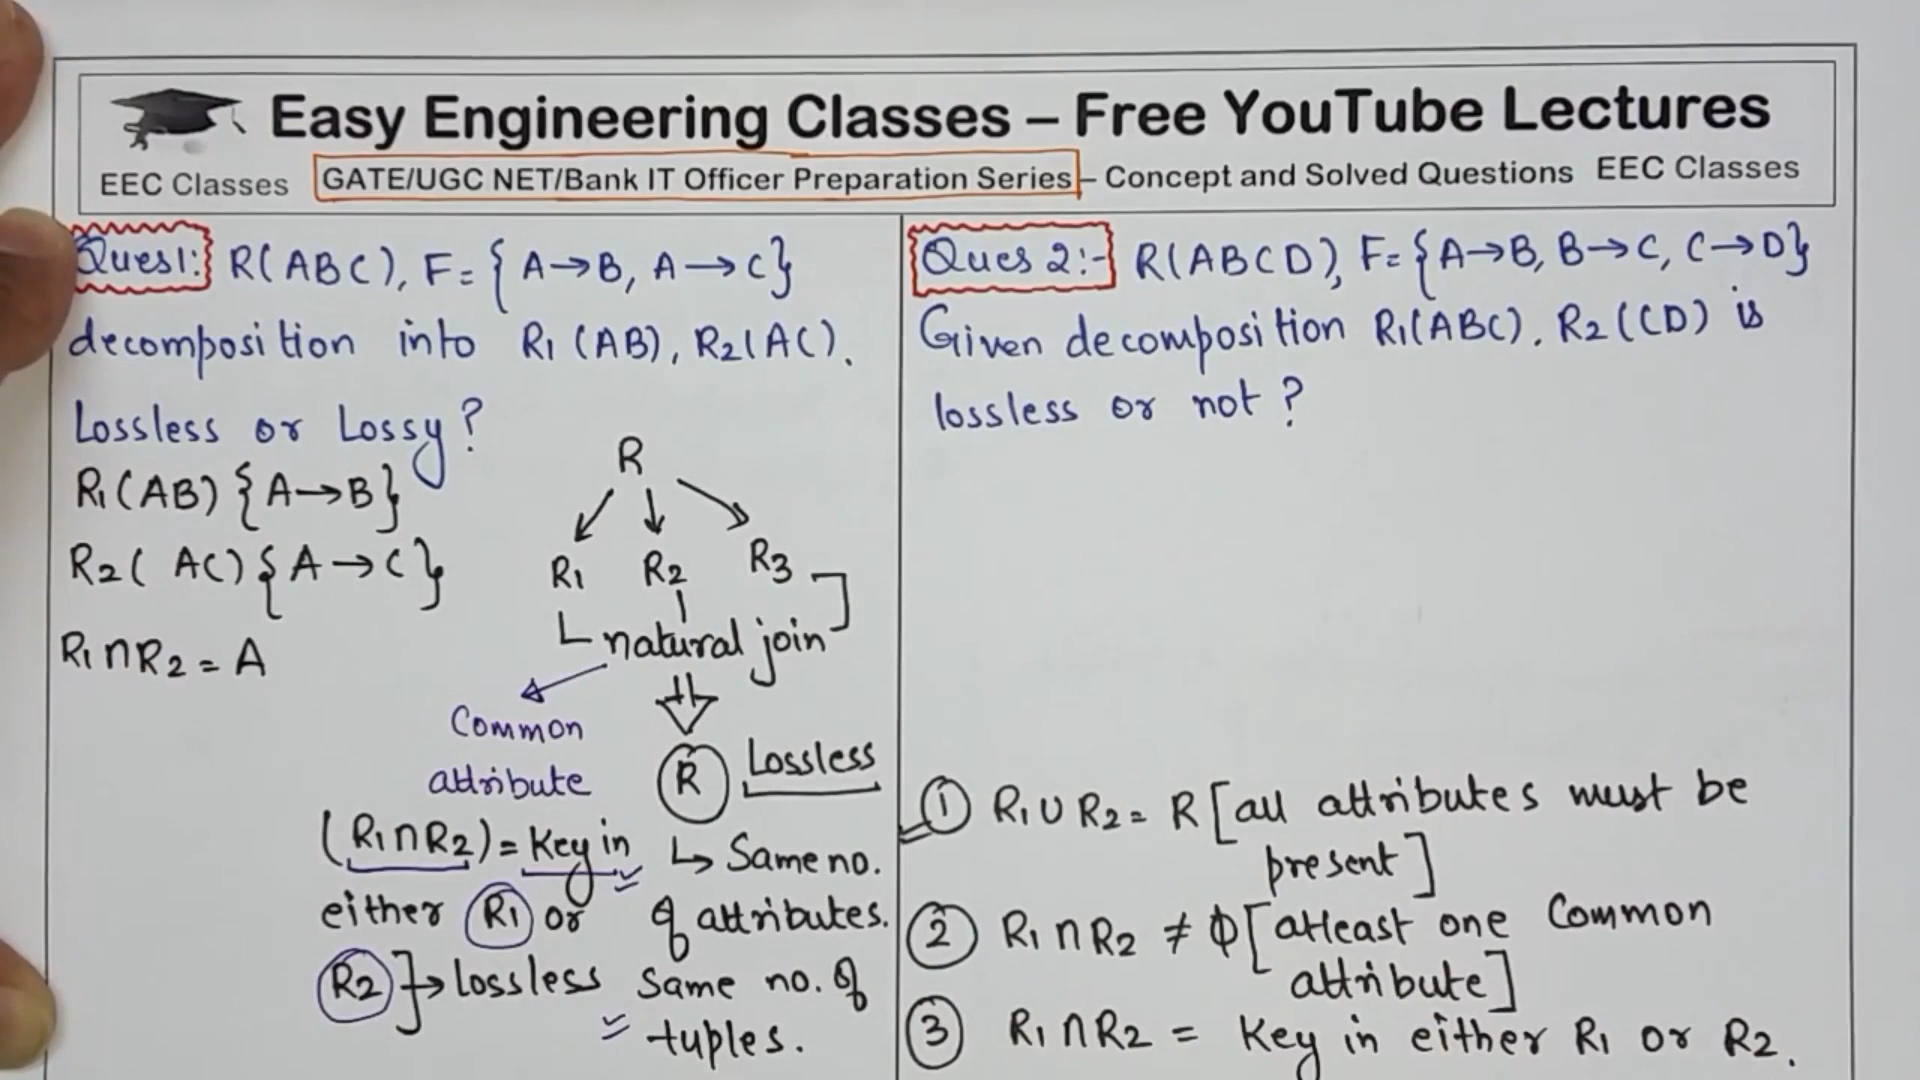 Easy Engineering Classes – Free YouTube Lectures
EEC Classes GATE/UGC NET/Bank IT Officer Preparation Series – Concept and Solved Questions EEC Classes
Ques1: R(ABC), F= { A→B, A→C}
decomposition into R1 (AB), R2(AC).
Lossless or Lossy?
R1(AB) {A→B}
R2( AC) {A→C}
R1∩R2 = A
R
R1 R2 R3
natural join
Common
attribute
R Lossless
(R1∩R2) = Key in
either R1 or
R2]→ Lossless
↳ Same no.
of attributes.
Same no. of
tuples.
Ques 2:- R(ABCD), F= {A→B, B→C, C→D}
Given decomposition R1(ABC). R2(CD) is
lossless or not?
① R1∪R2 = R [all attributes must be
present]
② R1∩R2 ≠ Φ [atleast one Common
attribute]
③ R1∩R2 = Key in either R1 or R2.